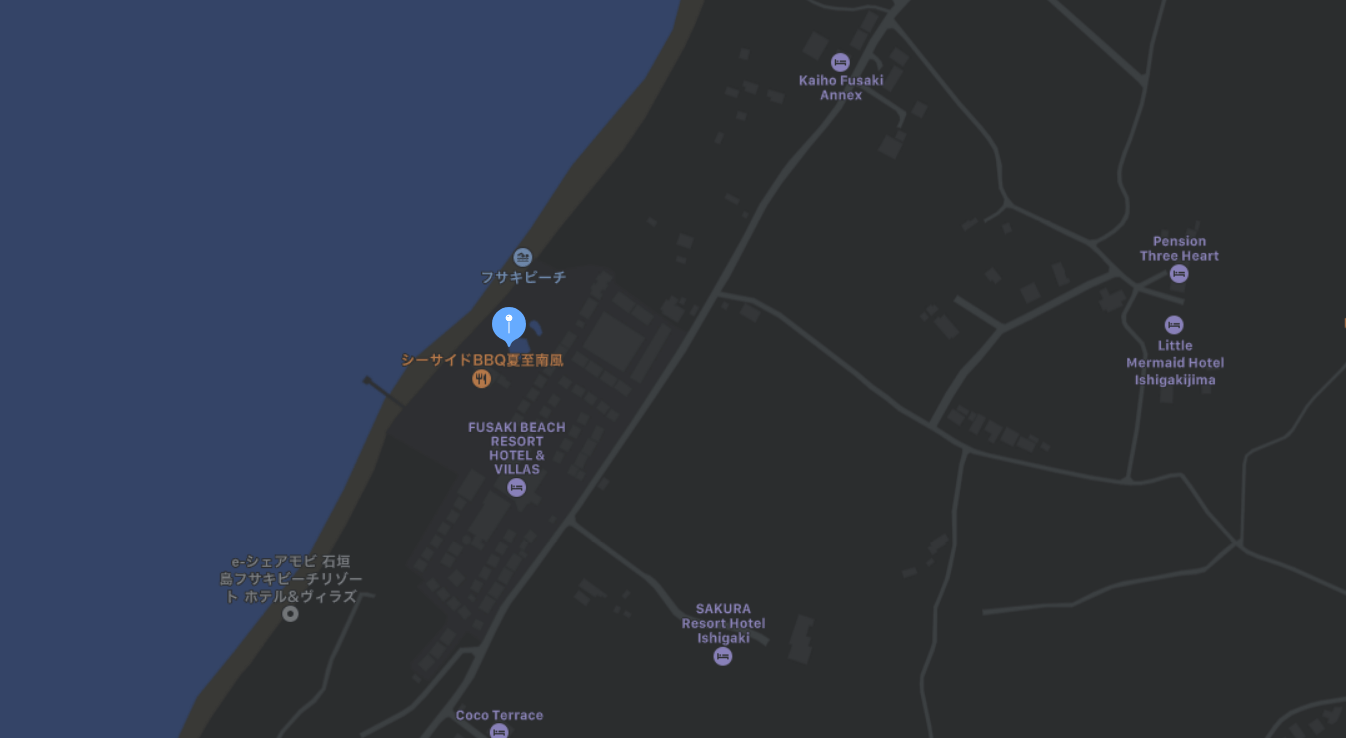 Kaiho Fusaki
Annex
Pension
Three Heart
フサキビーチ
Little
Mermaid Hotel
Ishigakijima
シーサイドBBQ夏至南風
FUSAKI BEACH
RESORT
HOTEL &
VILLAS
e-シェアモビ 石垣
島フサキビーチリゾー
ト ホテル&ヴィラズ
SAKURA
Resort Hotel
Ishigaki
Coco Terrace